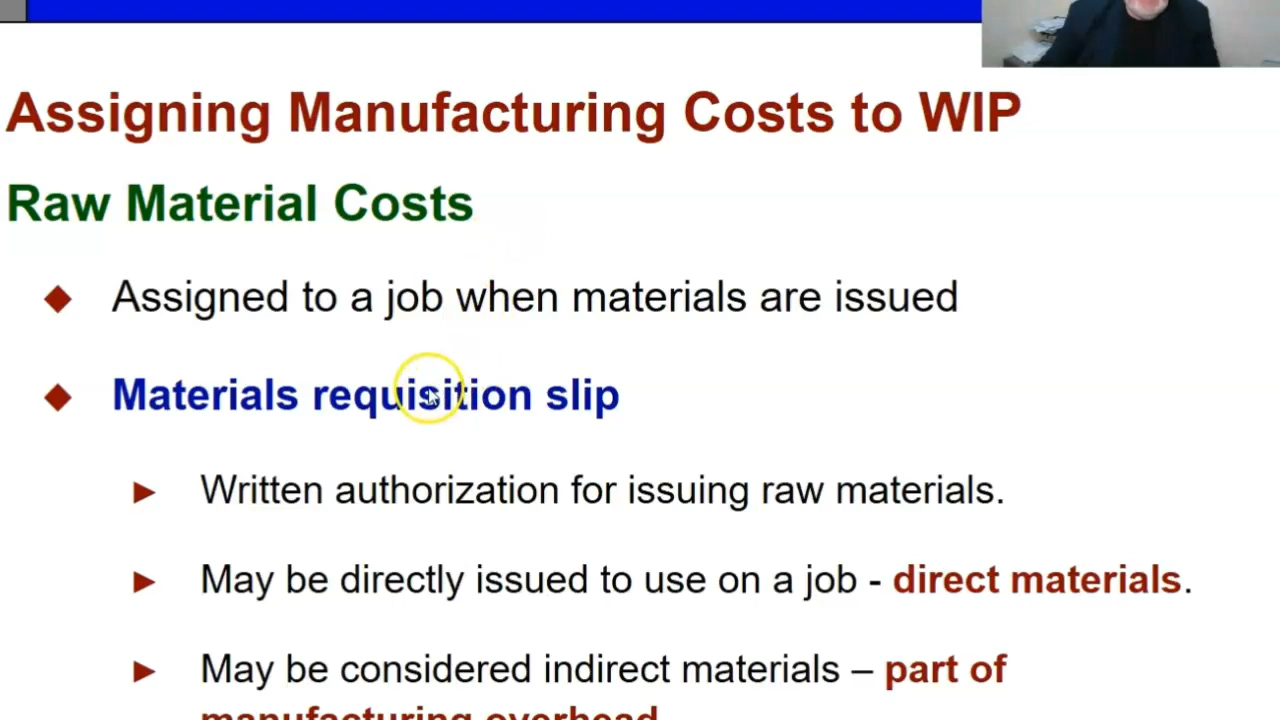 Assigning Manufacturing Costs to WIP
Raw Material Costs
Assigned to a job when materials are issued
Materials requisition slip
Written authorization for issuing raw materials.
May be directly issued to use on a job - direct materials.
May be considered indirect materials – part of
manufacturing overhead